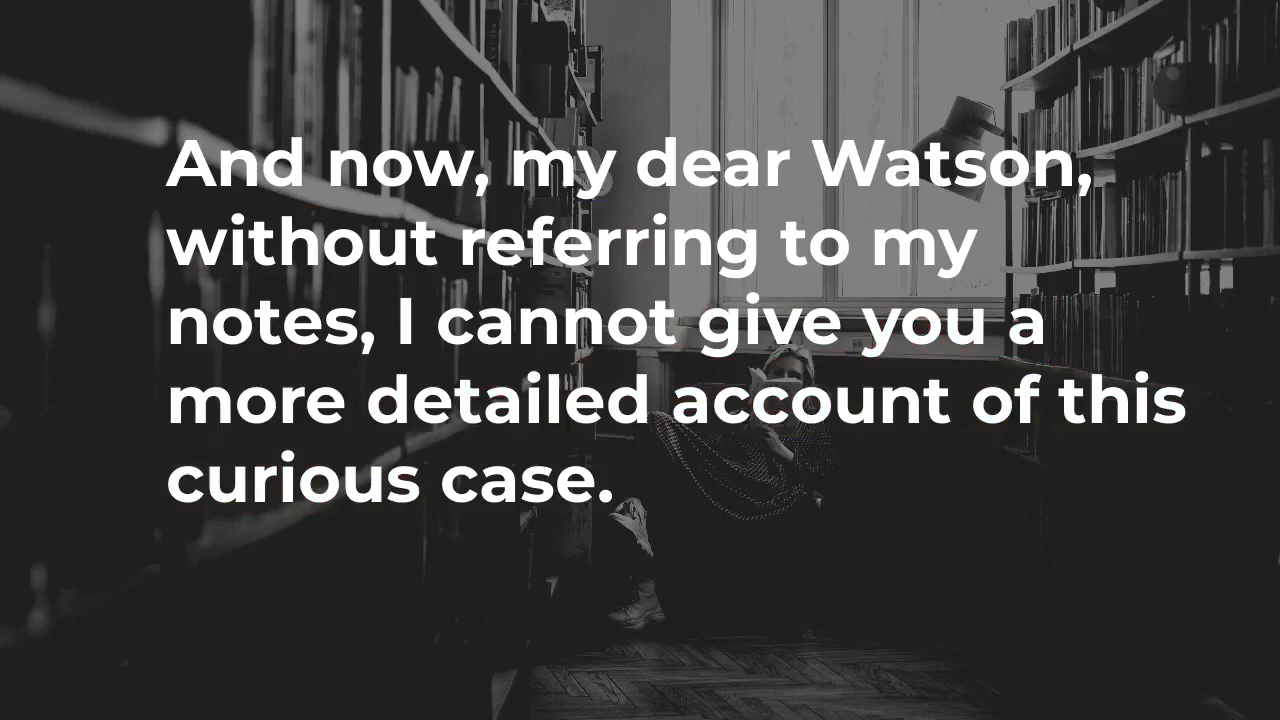 And now, my dear Watson,
without referring to my
notes, I cannot give you a
more detailed account of this
curious case.